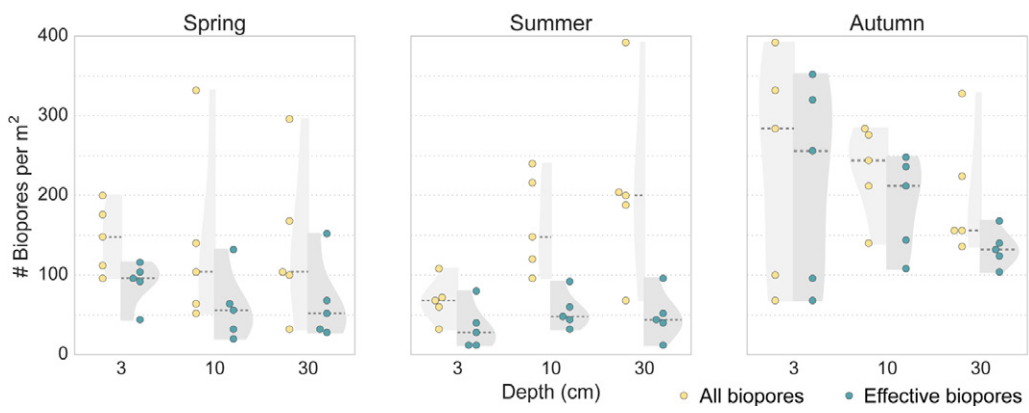 Spring Summer Autumn
# Biopores per m²
400
300
200
100
0
3 10 30 3 10 30 3 10 30
Depth (cm)
All biopores Effective biopores